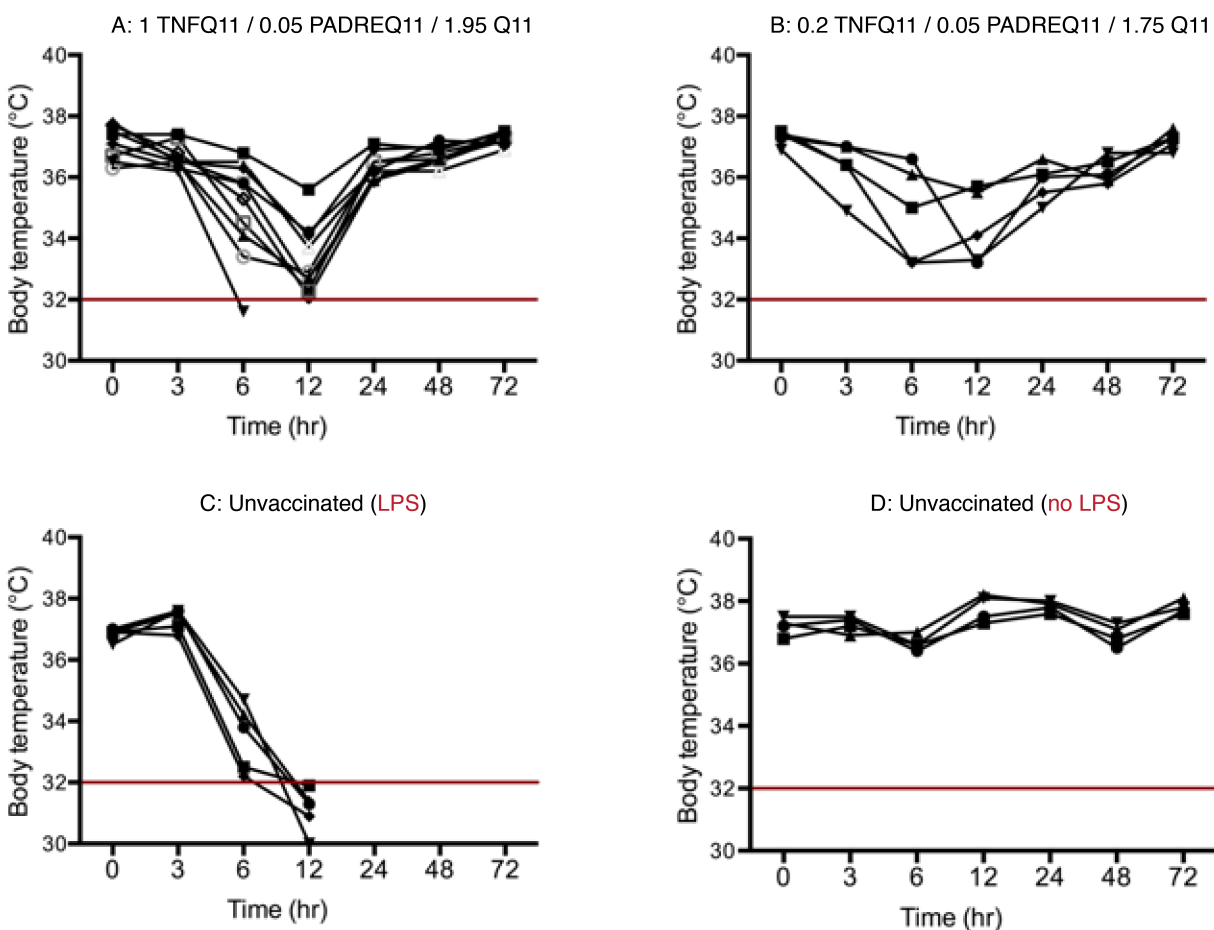 A: 1 TNFQ11 / 0.05 PADREQ11 / 1.95 Q11
40
38
36
34
32
30
Body temperature (°C)
0 3 6 12 24 48 72
Time (hr)
B: 0.2 TNFQ11 / 0.05 PADREQ11 / 1.75 Q11
40
38
36
34
32
30
Body temperature (°C)
0 3 6 12 24 48 72
Time (hr)
C: Unvaccinated (LPS)
40
38
36
34
32
30
Body temperature (°C)
0 3 6 12 24 48 72
Time (hr)
D: Unvaccinated (no LPS)
40
38
36
34
32
30
Body temperature (°C)
0 3 6 12 24 48 72
Time (hr)